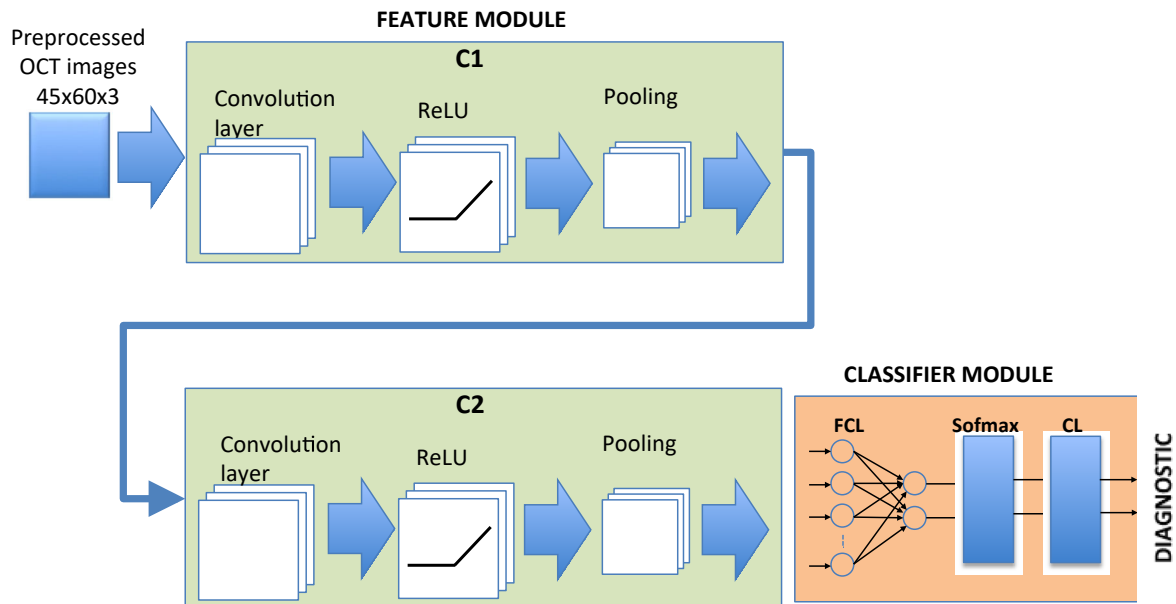 FEATURE MODULE
Preprocessed
OCT images
45x60x3
C1
Convolution
layer
ReLU
Pooling
CLASSIFIER MODULE
C2
Convolution
layer
ReLU
Pooling
FCL
Sofmax
CL
DIAGNOSTIC